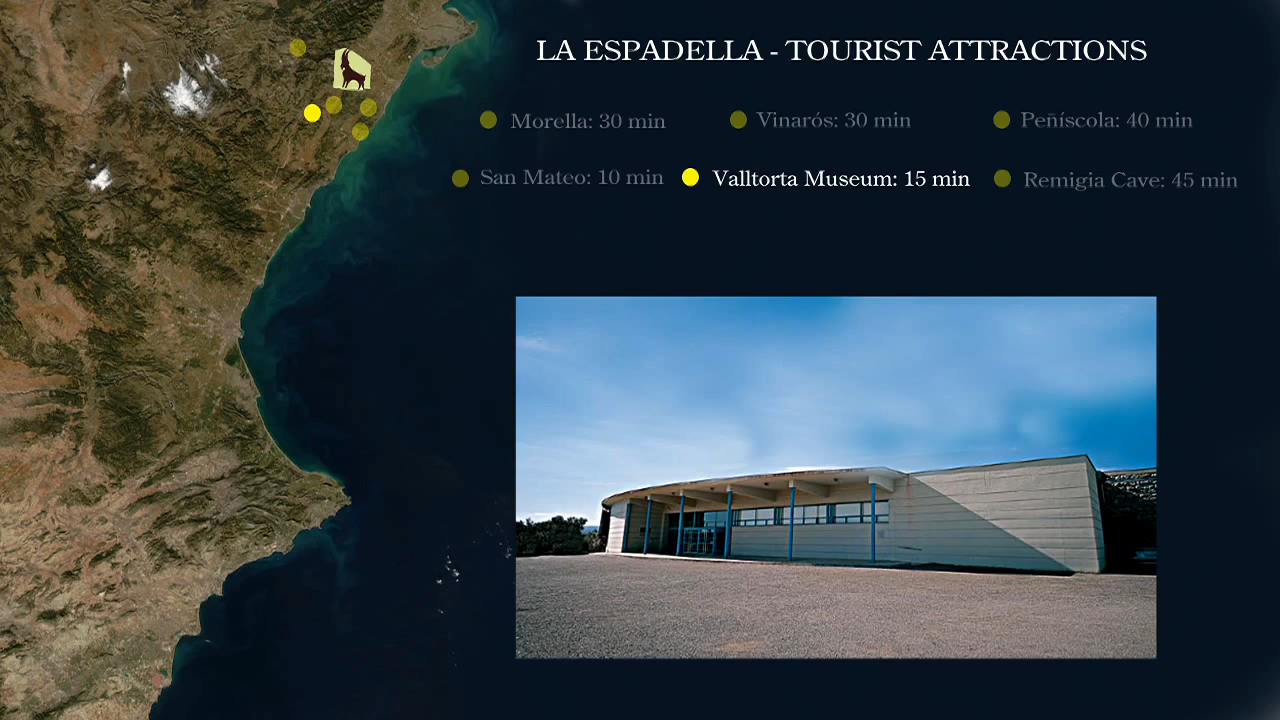 LA ESPADELLA - TOURIST ATTRACTIONS
Morella: 30 min Vinarós: 30 min Peñíscola: 40 min
San Mateo: 10 min Valltorta Museum: 15 min Remigia Cave: 45 min